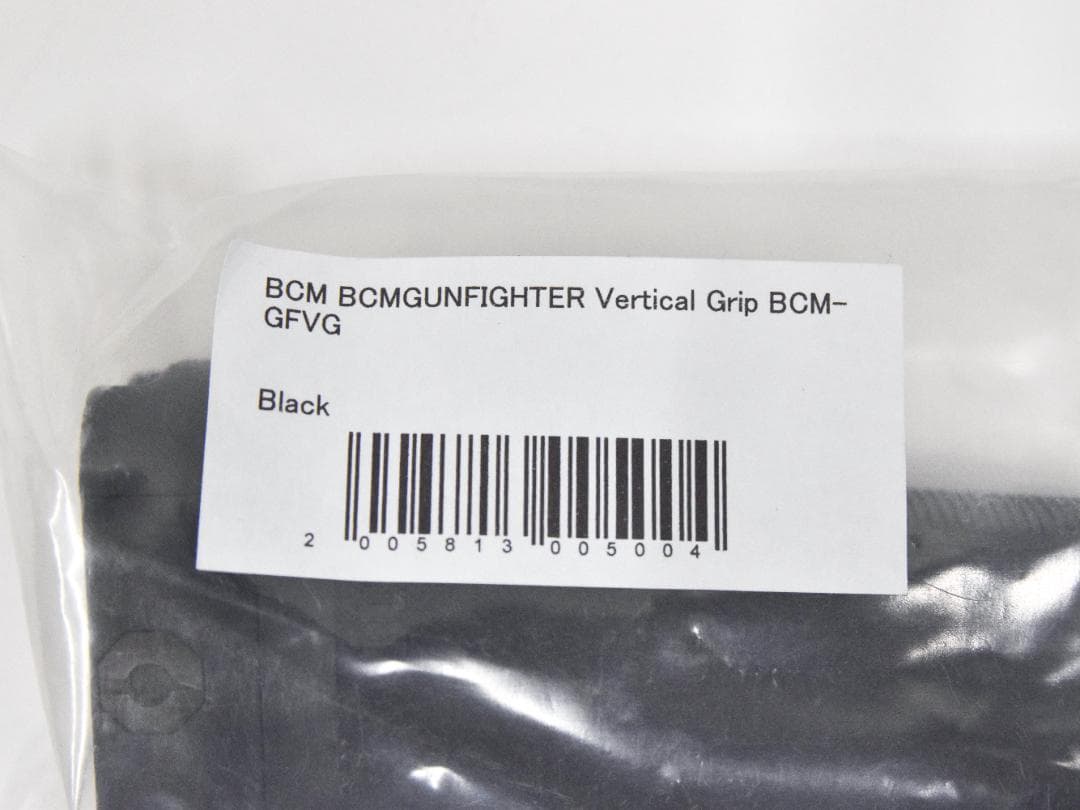 BCM BCMGUNFIGHTER Vertical Grip BCM-
GFVG
Black
2 005813 005004